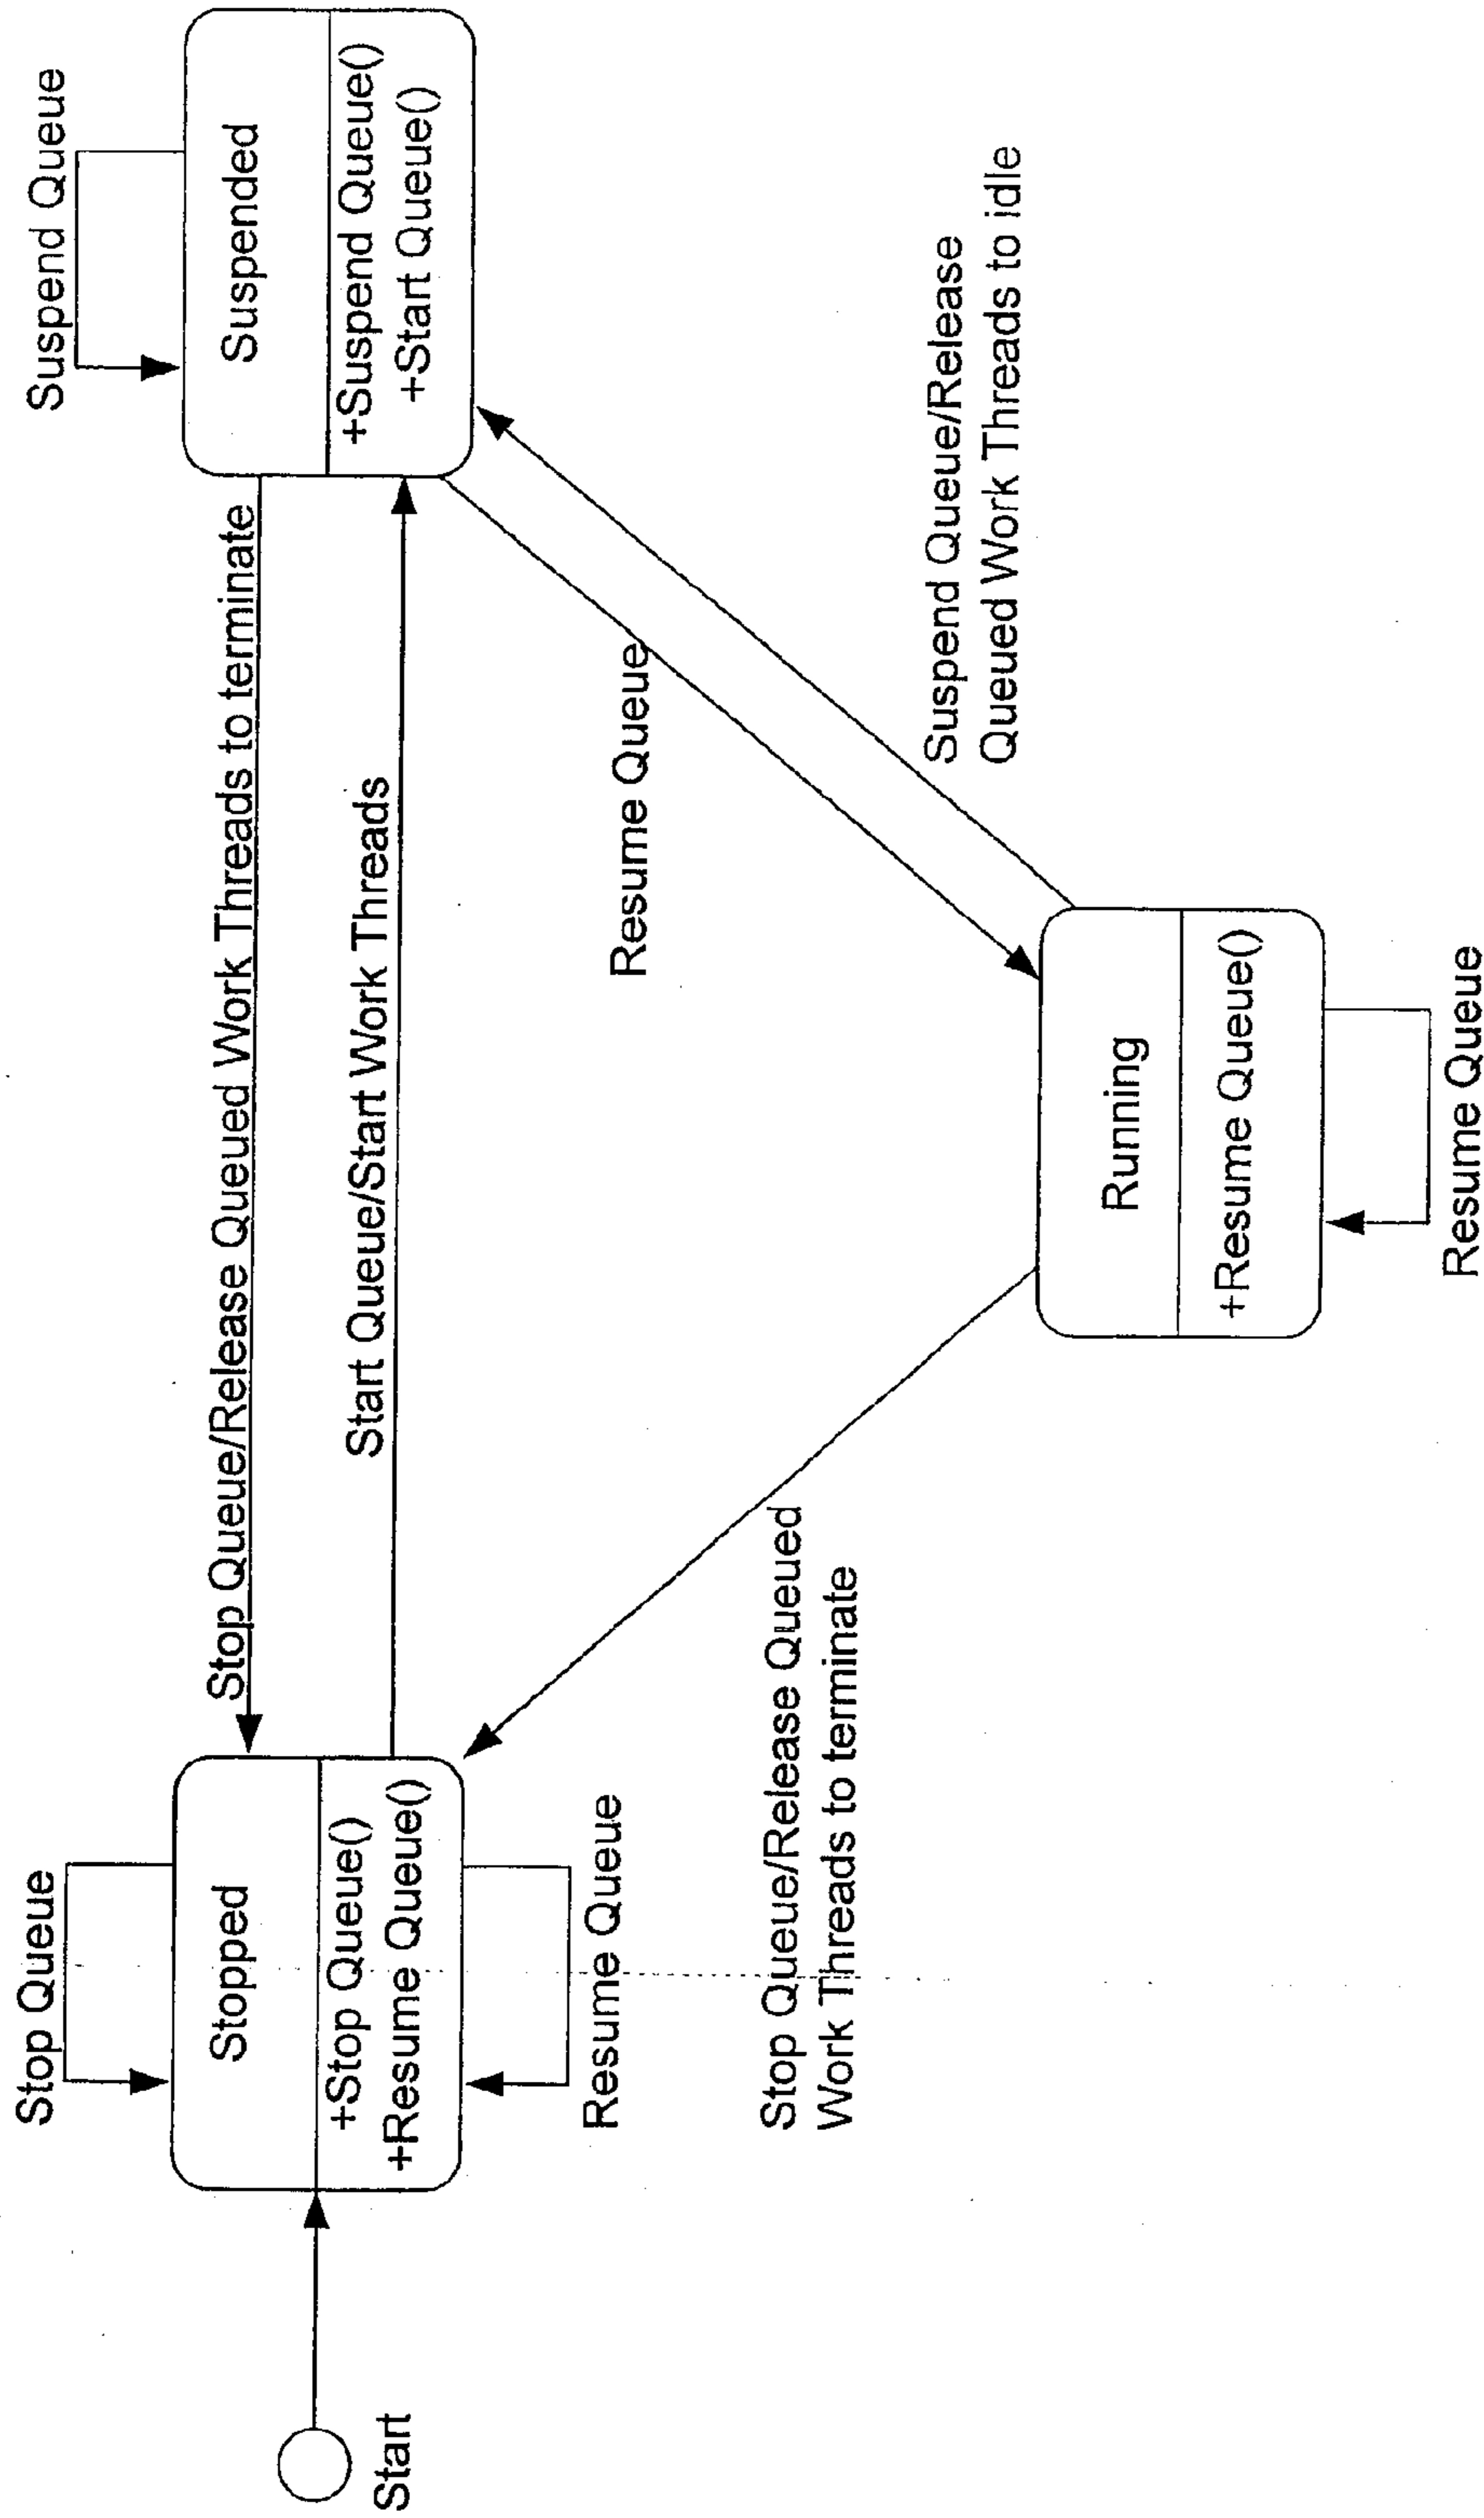 Stop Queue
Suspend Queue
Stopped
+Stop Queue()
+Resume Queue()
Stop Queue/Release Queued Work Threads to terminate
Start Queue/Start Work Threads
Suspended
+Suspend Queue()
+Start Queue()
Start
Resume Queue
Resume Queue
Stop Queue/Release Queued
Work Threads to terminate
Suspend Queue/Release
Queued Work Threads to idle
Running
+Resume Queue()
Resume Queue